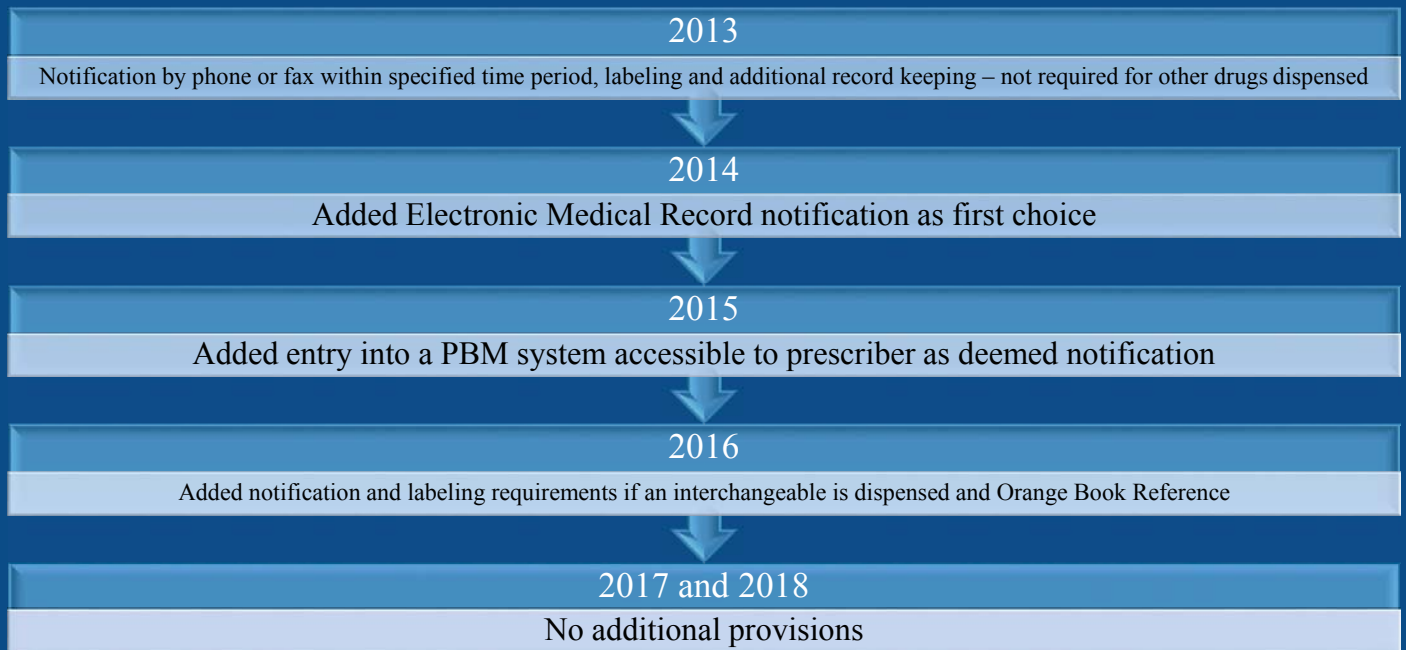 2013
Notification by phone or fax within specified time period, labeling and additional record keeping – not required for other drugs dispensed
2014
Added Electronic Medical Record notification as first choice
2015
Added entry into a PBM system accessible to prescriber as deemed notification
2016
Added notification and labeling requirements if an interchangeable is dispensed and Orange Book Reference
2017 and 2018
No additional provisions